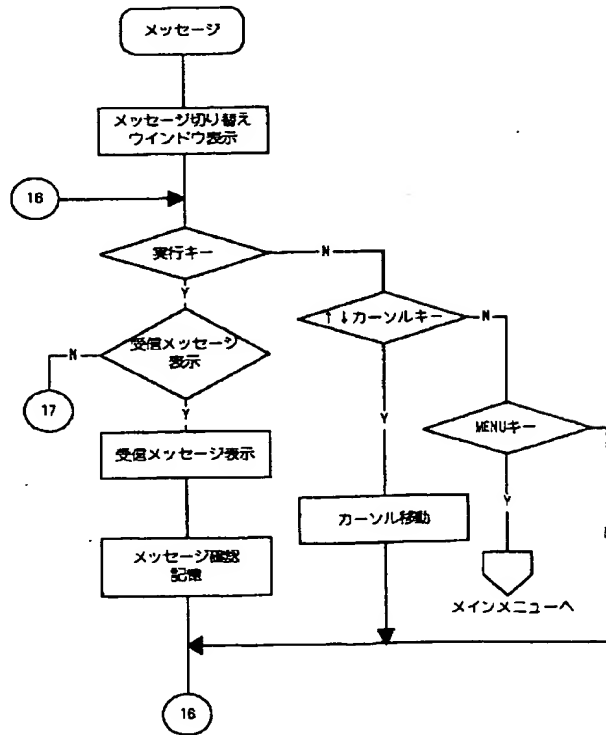 メッセージ
メッセージ切り替え
ウインドウ表示
16
実行キー
N
Y
↑↓カーソルキー
N
受信メッセージ
表示
N
17
Y
Y
MENUキー
受信メッセージ表示
カーソル移動
Y
メッセージ確認
記憶
メインメニューへ
16